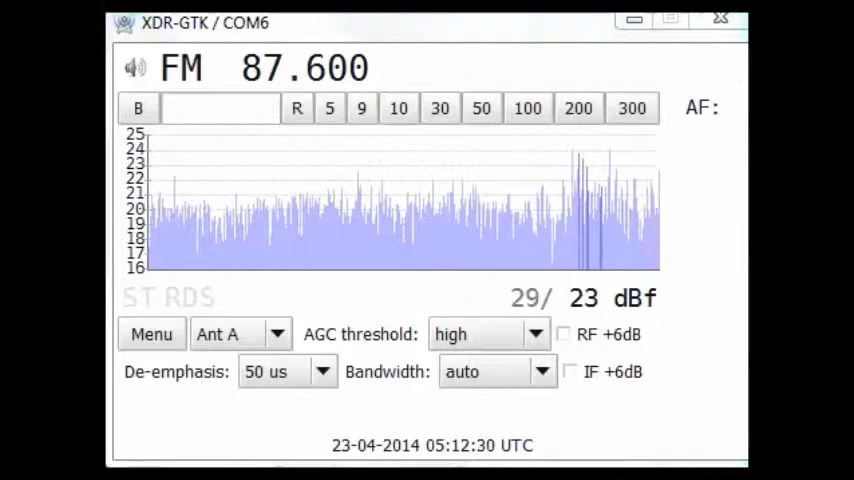 XDR-GTK / COM6
FM 87.600
B R 5 9 10 30 50 100 200 300 AF:
25
24
23
22
21
20
19
18
17
16
ST RDS 29/ 23 dBf
Menu Ant A AGC threshold: high RF +6dB
De-emphasis: 50 us Bandwidth: auto IF +6dB
23-04-2014 05:12:30 UTC